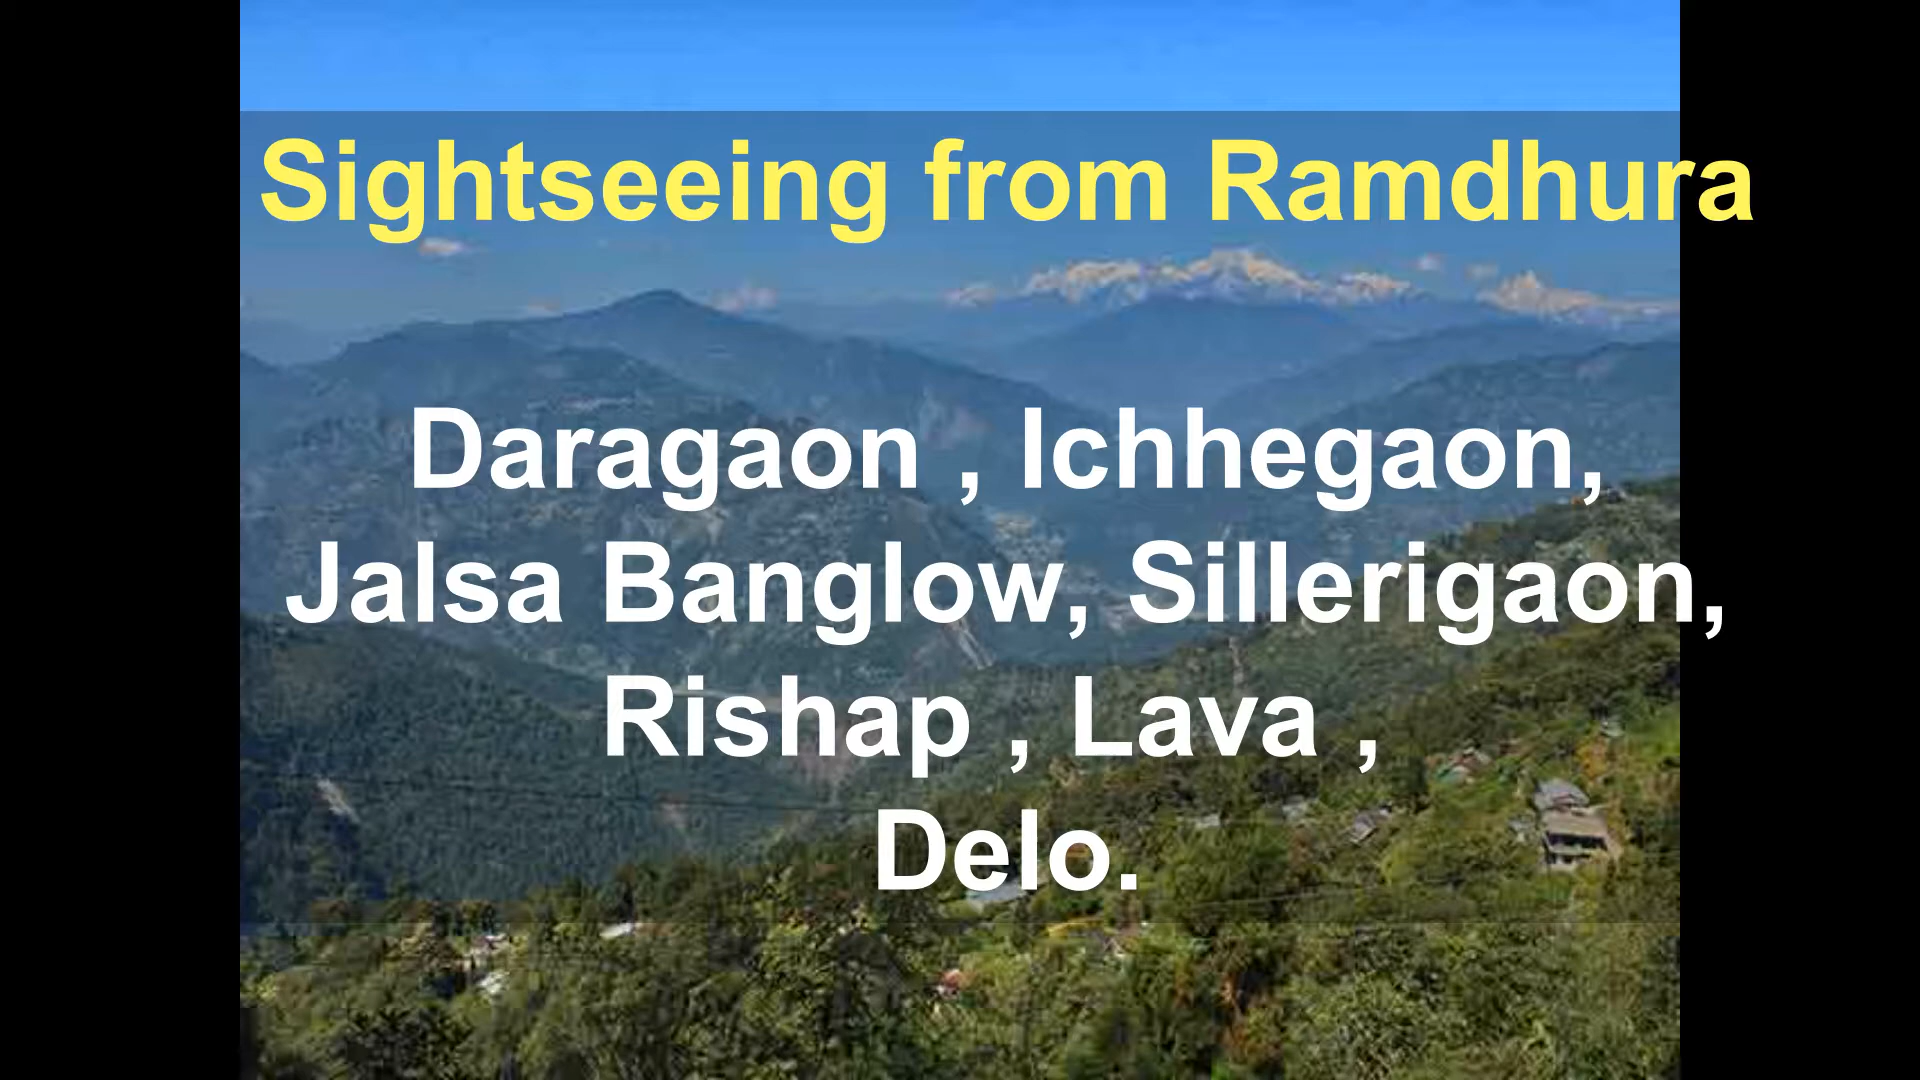 Sightseeing from Ramdhura
Daragaon , Ichhegaon,
Jalsa Banglow, Sillerigaon,
Rishap , Lava ,
Delo.